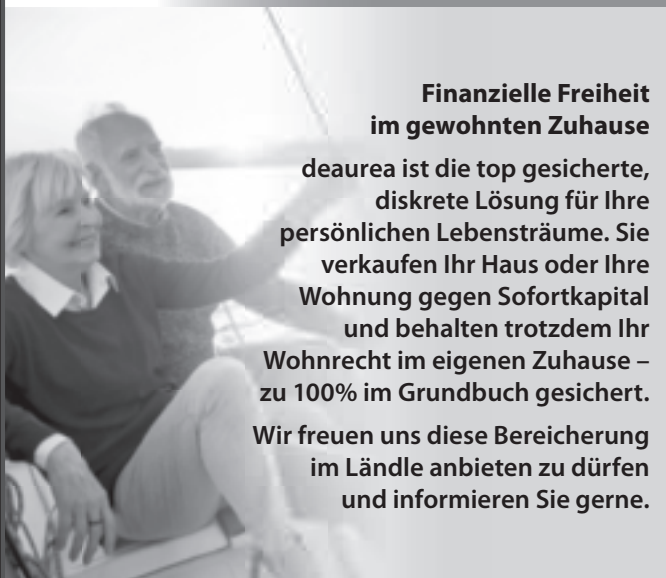 Finanzielle Freiheit
im gewohnten Zuhause
deaurea ist die top gesicherte,
diskrete Lösung für Ihre
persönlichen Lebensträume. Sie
verkaufen Ihr Haus oder Ihre
Wohnung gegen Sofortkapital
und behalten trotzdem Ihr
Wohnrecht im eigenen Zuhause –
zu 100% im Grundbuch gesichert.
Wir freuen uns diese Bereicherung
im Ländle anbieten zu dürfen
und informieren Sie gerne.